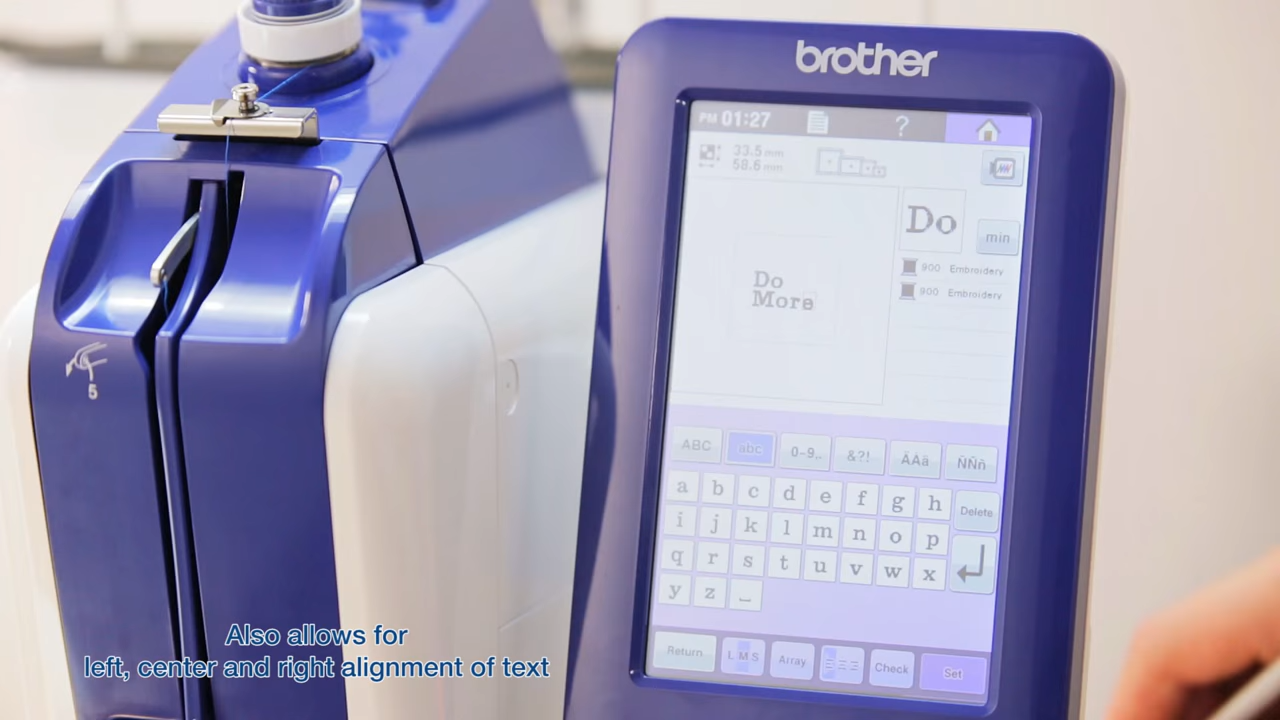 brother
PM 01:27
?
33.5 mm
58.6 mm
Do
min
900 Embroidery
900 Embroidery
Do
More
ABC abc 0-9.. &?! ÄÀä ÑÑñ
a b c d e f g h Delete
i j k l m n o p
q r s t u v w x
y z
Return L M S Array Check Set
5
Also allows for
left, center and right alignment of text